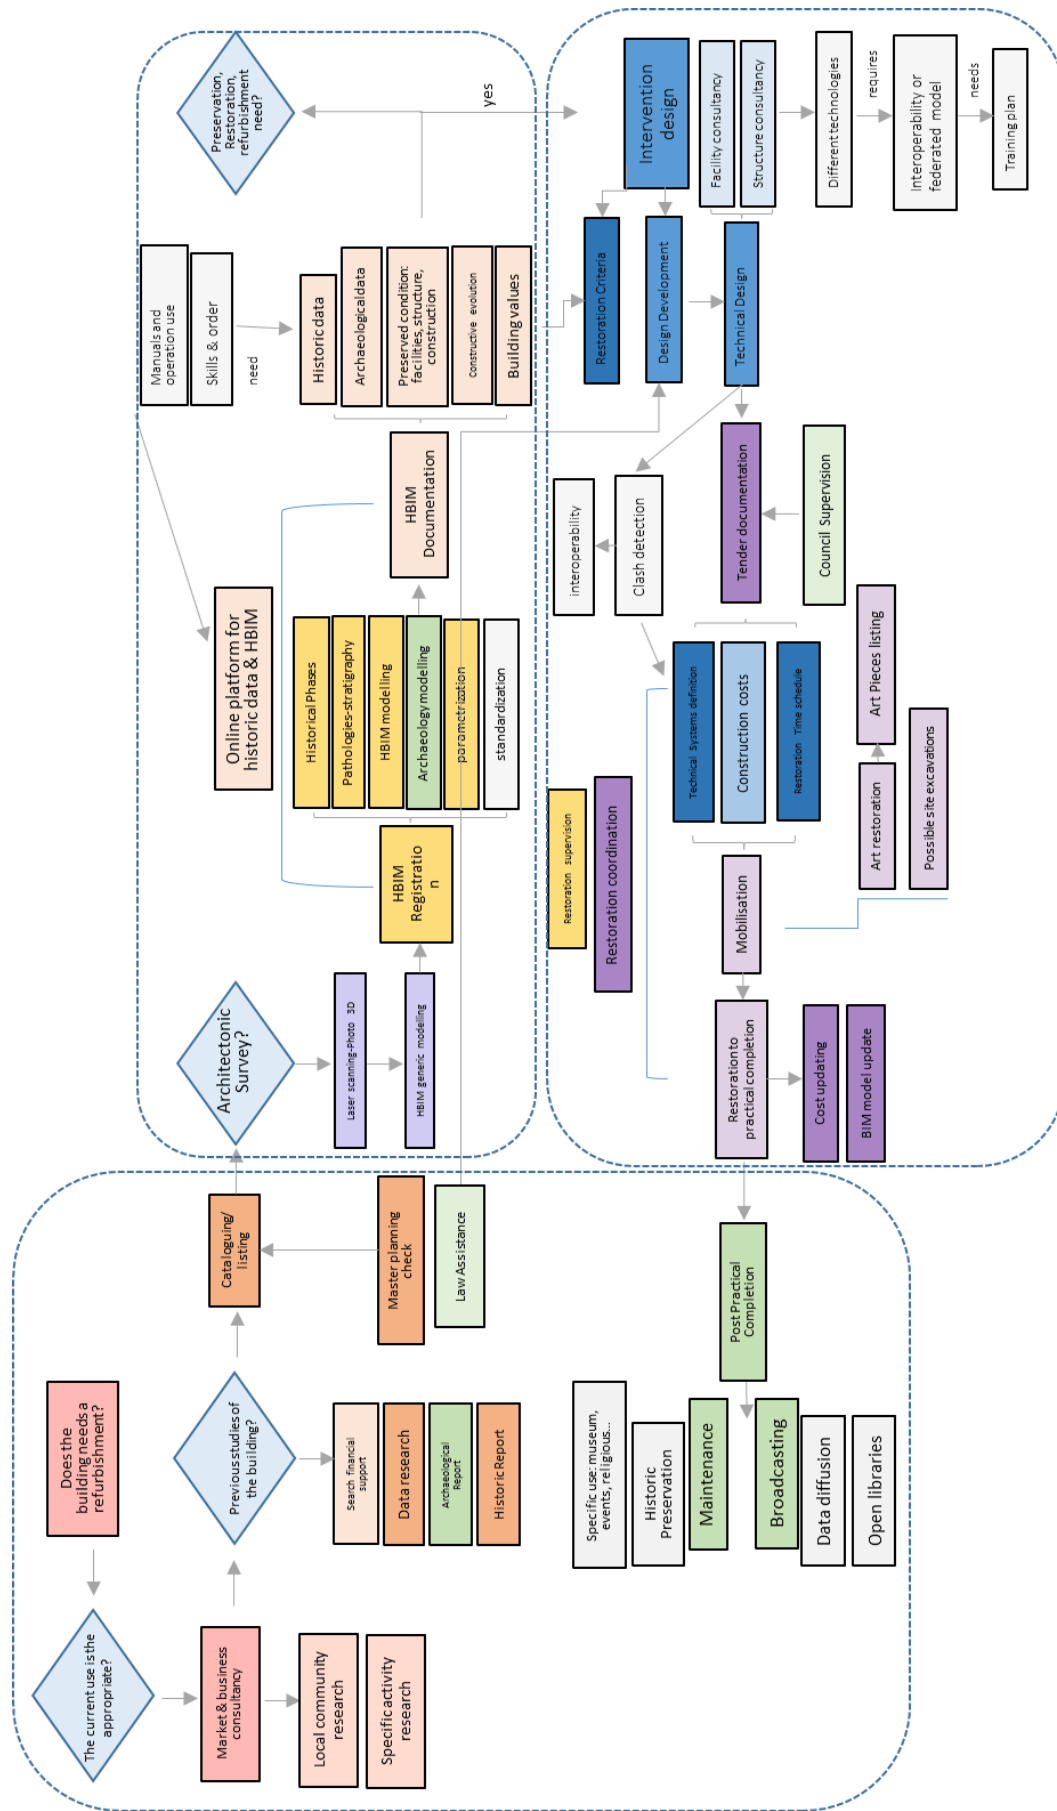 Does the
building needs a
refurbishment?
The current use is the
appropriate?
Market & business
consultancy
Local community
research
Specific activity
research
Previous studies of
the building?
Search financial
support
Data research
Archaeological
Report
Historic Report
Cataloguing/
listing
Master planning
check
Law Assistance
Architectonic
Survey?
Laser scanning-Photo 3D
HBIM generic modelling
HBIM
Registratio
n
Historical Phases
Pathologies-stratigraphy
HBIM modelling
Archaeology modelling
parametrization
standardization
Online platform for
historic data & HBIM
HBIM
Documentation
Manuals and
operation use
Skills & order
need
Historic data
Archaeological data
Preserved condition:
facilities, structure,
construction
Constructive evolution
Building values
Preservation,
Restoration,
refurbishment
need?
yes
Intervention
design
Restoration Criteria
Design Development
Technical Design
Facility consultancy
Structure consultancy
Different technologies
requires
Interoperability or
federated model
needs
Training plan
interoperability
Clash detection
Tender documentation
Council Supervision
Technical Systems definition
Construction costs
Restoration Time schedule
Restoration supervision
Restoration coordination
Mobilisation
Art restoration
Art Pieces listing
Possible site excavations
Restoration to
practical completion
Cost updating
BIM model update
Post Practical
Completion
Specific use: museum,
events, religious...
Historic
Preservation
Maintenance
Broadcasting
Data diffusion
Open libraries